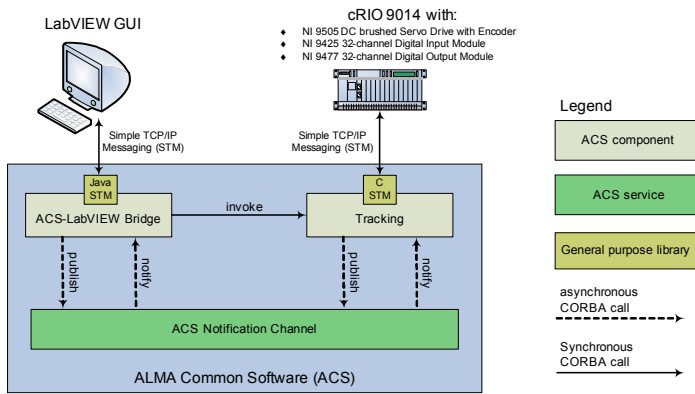 LabVIEW GUI
cRIO 9014 with:
♦ NI 9505 DC brushed Servo Drive with Encoder
♦ NI 9425 32-channel Digital Input Module
♦ NI 9477 32-channel Digital Output Module
Simple TCP/IP
Messaging (STM)
Simple TCP/IP
Messaging (STM)
Java
STM
ACS-LabVIEW Bridge
invoke
C
STM
Tracking
publish
notify
publish
notify
ACS Notification Channel
ALMA Common Software (ACS)
Legend
ACS component
ACS service
General purpose library
asynchronous
CORBA call
Synchronous
CORBA call